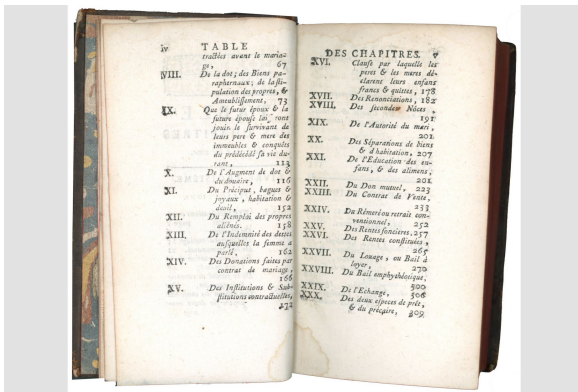 iv TABLE
tractées avant le maria-
ge, 67
VIII. De la dot; des Biens pa-
raphernaux; de la sti-
pulation des propres, &
Ameublissement, 73
IX. Que le futur époux & la
future épouse laisseront
jouir le survivant de
leurs pere & mere des
immeubles & conquêts
du prédécédé sa vie du-
rant, 113
X. De l'Augment de dot &
du douaire, 116
XI. Du Préciput, bagues &
joyaux, habitation &
deuil, 152
XII. Du Remploi des propres
aliénés. 158
XIII. De l'Indemnité des dettes
ausquelles la femme a
parlé, 162
XIV. Des Donations faites par
contrat de mariage,
166
XV. Des Institutions & Sub-
stitutions contractuelles,
172
DES CHAPITRES. v
XVI. Clause par laquelle les
peres & les meres dé-
clarent leurs enfans
francs & quittes, 178
XVII. Des Renonciations, 182
XVIII. Des secondes Nôces,
191
XIX. De l'Autorité du mari,
201
XX. Des Séparations de biens
& d'habitation, 207
XXI. De l'Education des en-
fans, & des alimens,
201
XXII. Du Don mutuel, 223
XXIII. Du Contrat de Vente,
233
XXIV. Du Réméré ou retrait con-
ventionnel, 252
XXV. Des Rentes foncieres, 257
XXVI. Des Rentes constituées,
265
XXVII. Du Louage, ou Bail à
loyer, 270
XXVIII. Du Bail emphythéotique,
300
XXIX. De l'Echange, 306
XXX. Des deux especes de prêt,
& du précaire, 309